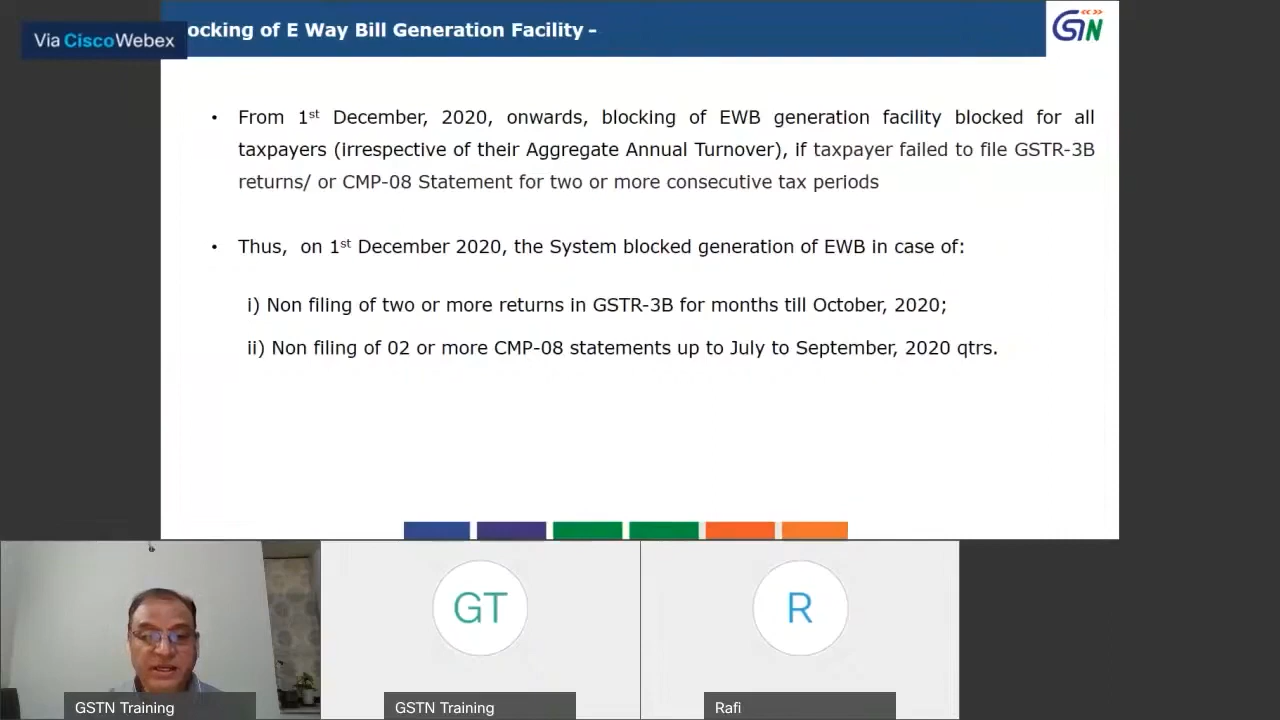 Via CiscoWebex
ocking of E Way Bill Generation Facility -
GSTN
• From 1st December, 2020, onwards, blocking of EWB generation facility blocked for all
taxpayers (irrespective of their Aggregate Annual Turnover), if taxpayer failed to file GSTR-3B
returns/ or CMP-08 Statement for two or more consecutive tax periods
• Thus, on 1st December 2020, the System blocked generation of EWB in case of:
i) Non filing of two or more returns in GSTR-3B for months till October, 2020;
ii) Non filing of 02 or more CMP-08 statements up to July to September, 2020 qtrs.
GT
R
GSTN Training
GSTN Training
Rafi